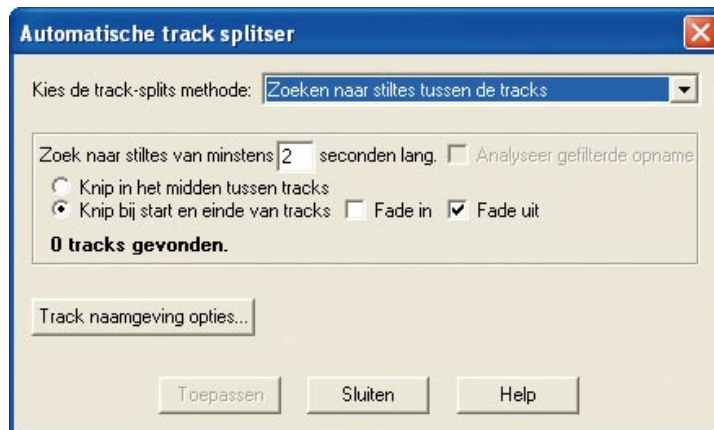 Automatische track splitser
Kies de track-splits methode: Zoeken naar stiltes tussen de tracks
Zoek naar stiltes van minstens 2 seconden lang. Analyseer gefilterde opname
Knip in het midden tussen tracks
Knip bij start en einde van tracks Fade in Fade uit
0 tracks gevonden.
Track naamgeving opties...
Toepassen Sluiten Help